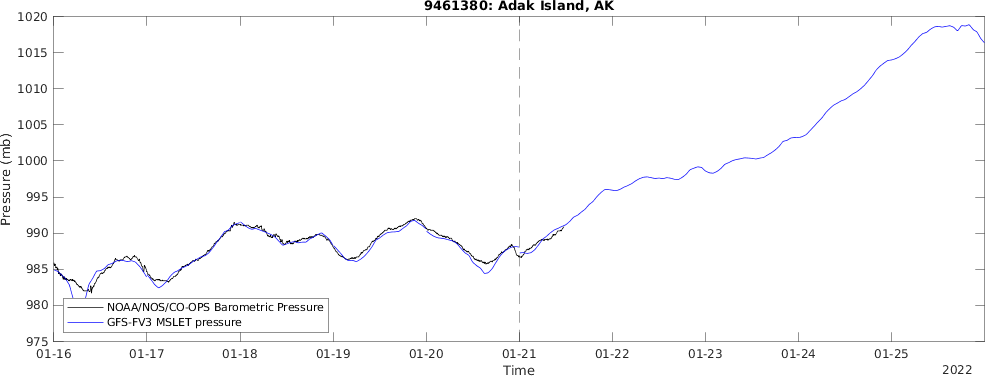 9461380: Adak Island, AK
1020
1015
1010
1005
1000
995
990
985
980
975
Pressure (mb)
NOAA/NOS/CO-OPS Barometric Pressure
GFS-FV3 MSLET pressure
01-16 01-17 01-18 01-19 01-20 01-21 01-22 01-23 01-24 01-25
Time
2022